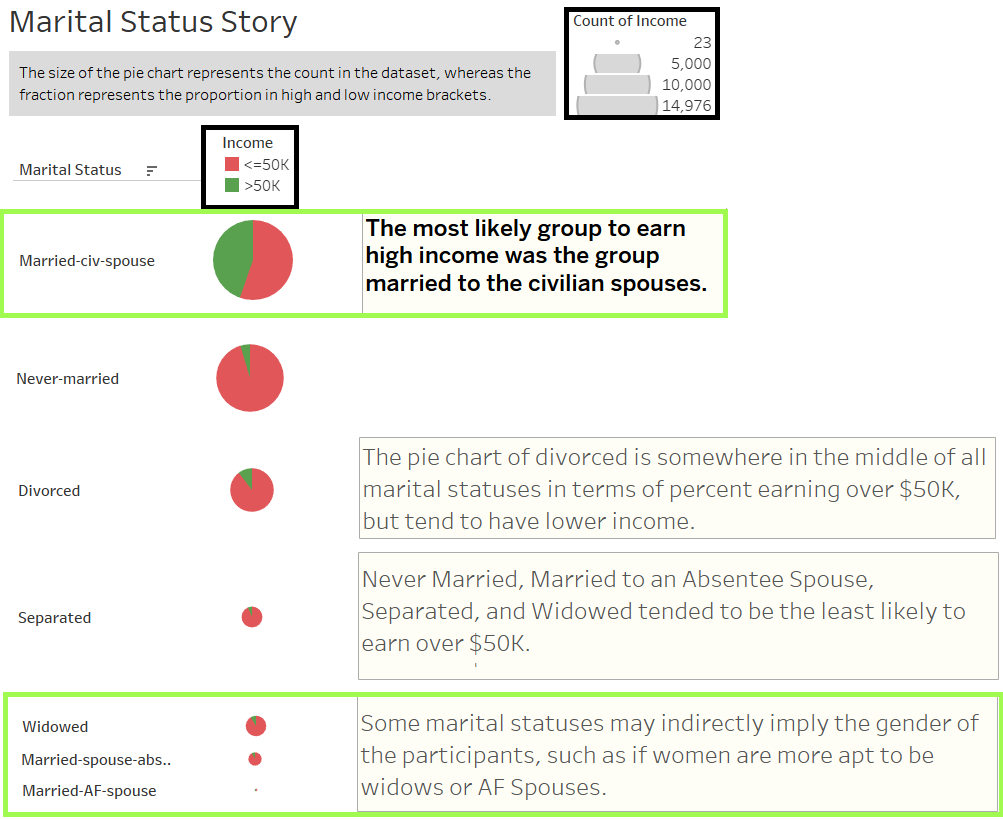 Marital Status Story
Count of Income
23
5,000
10,000
14,976
The size of the pie chart represents the count in the dataset, whereas the
fraction represents the proportion in high and low income brackets.
Income
<=50K
>50K
Marital Status
Married-civ-spouse
The most likely group to earn
high income was the group
married to the civilian spouses.
Never-married
Divorced
The pie chart of divorced is somewhere in the middle of all
marital statuses in terms of percent earning over $50K,
but tend to have lower income.
Separated
Never Married, Married to an Absentee Spouse,
Separated, and Widowed tended to be the least likely to
earn over $50K.
Widowed
Married-spouse-abs..
Married-AF-spouse
Some marital statuses may indirectly imply the gender of
the participants, such as if women are more apt to be
widows or AF Spouses.